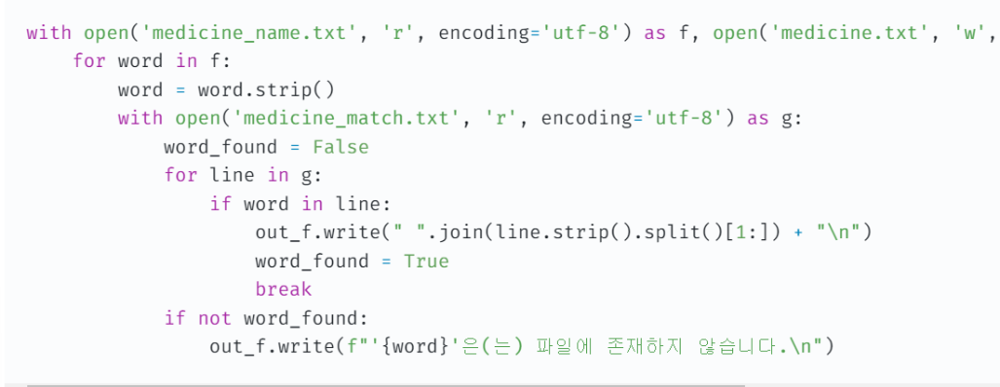 with open('medicine_name.txt', 'r', encoding='utf-8') as f, open('medicine.txt', 'w',
    for word in f:
        word = word.strip()
        with open('medicine_match.txt', 'r', encoding='utf-8') as g:
            word_found = False
            for line in g:
                if word in line:
                    out_f.write(" ".join(line.strip().split()[1:]) + "\n")
                    word_found = True
                    break
            if not word_found:
                out_f.write(f"'{word}'은(는) 파일에 존재하지 않습니다.\n")